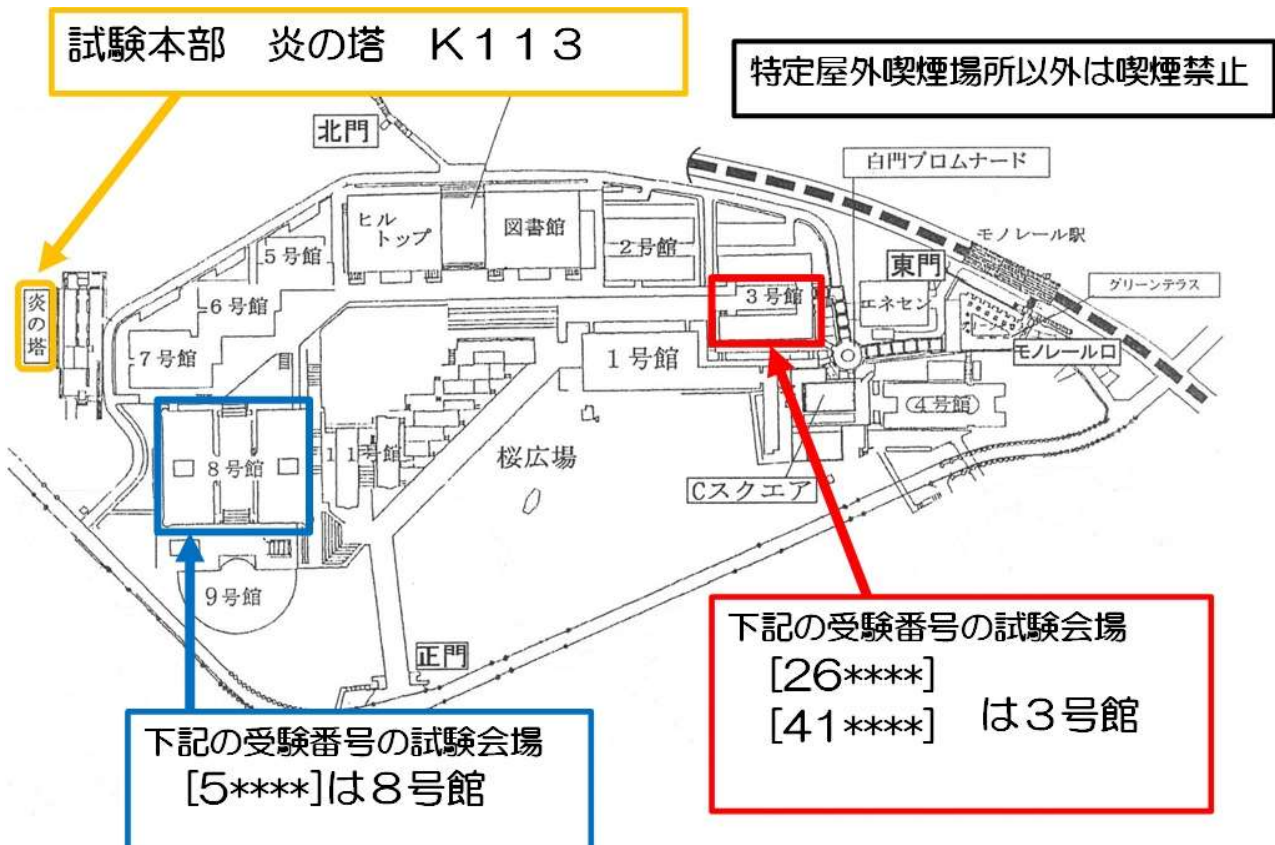 試験本部　炎の塔　K113
特定屋外喫煙場所以外は喫煙禁止
北門
白門プロムナード
ヒル
トップ
図書館
2号館
モノレール駅
5号館
東門
グリーンテラス
炎の塔
6号館
3号館
エネセン
7号館
1号館
モノレール口
4号館
8号館
11号館
桜広場
Cスクエア
9号館
正門
下記の受験番号の試験会場
[26****]
[41****]
は3号館
下記の受験番号の試験会場
[5****]は8号館